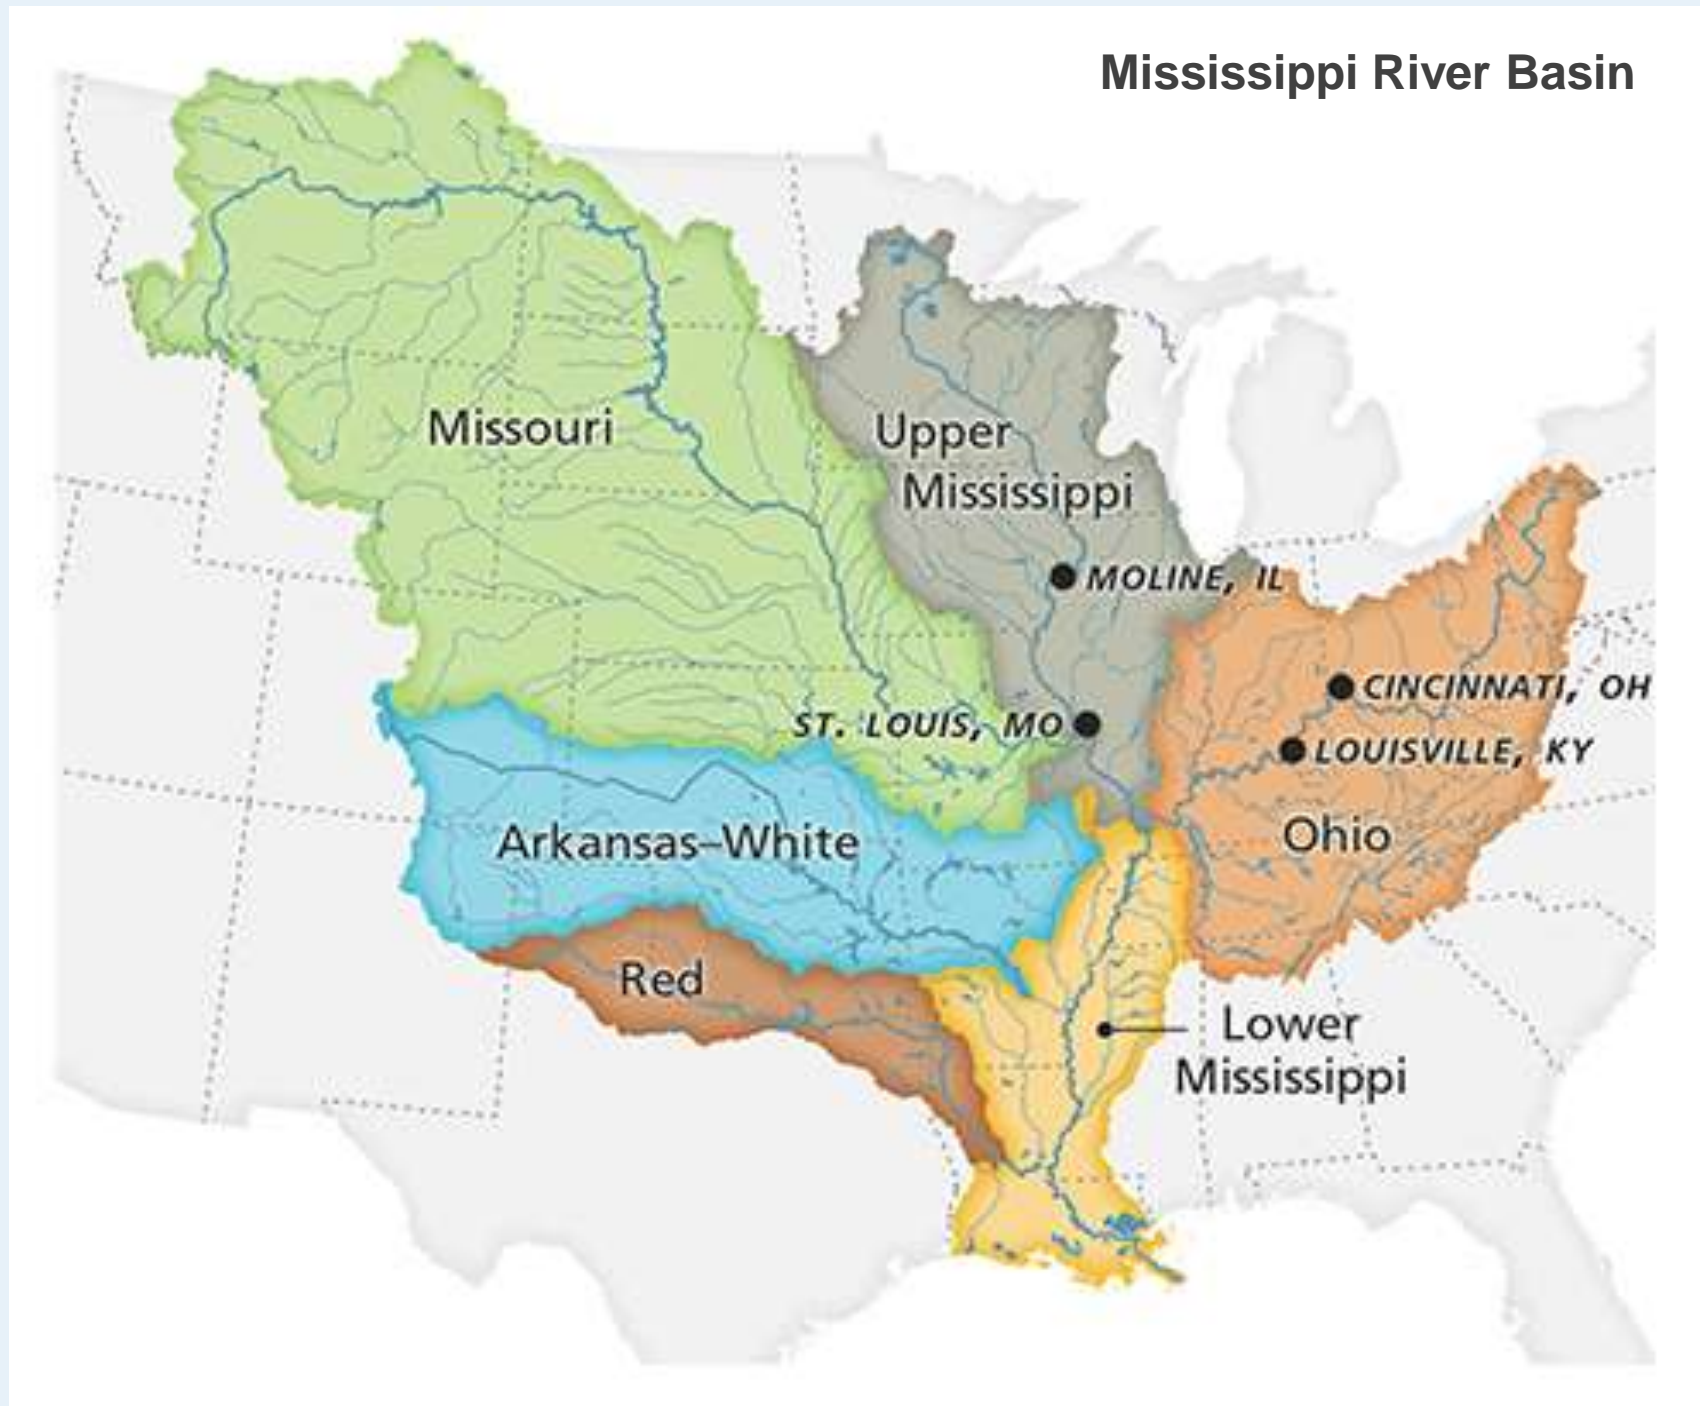 Mississippi River Basin
Missouri
Upper
Mississippi
MOLINE, IL
CINCINNATI, OH
ST. LOUIS, MO
LOUISVILLE, KY
Arkansas–White
Ohio
Red
Lower
Mississippi